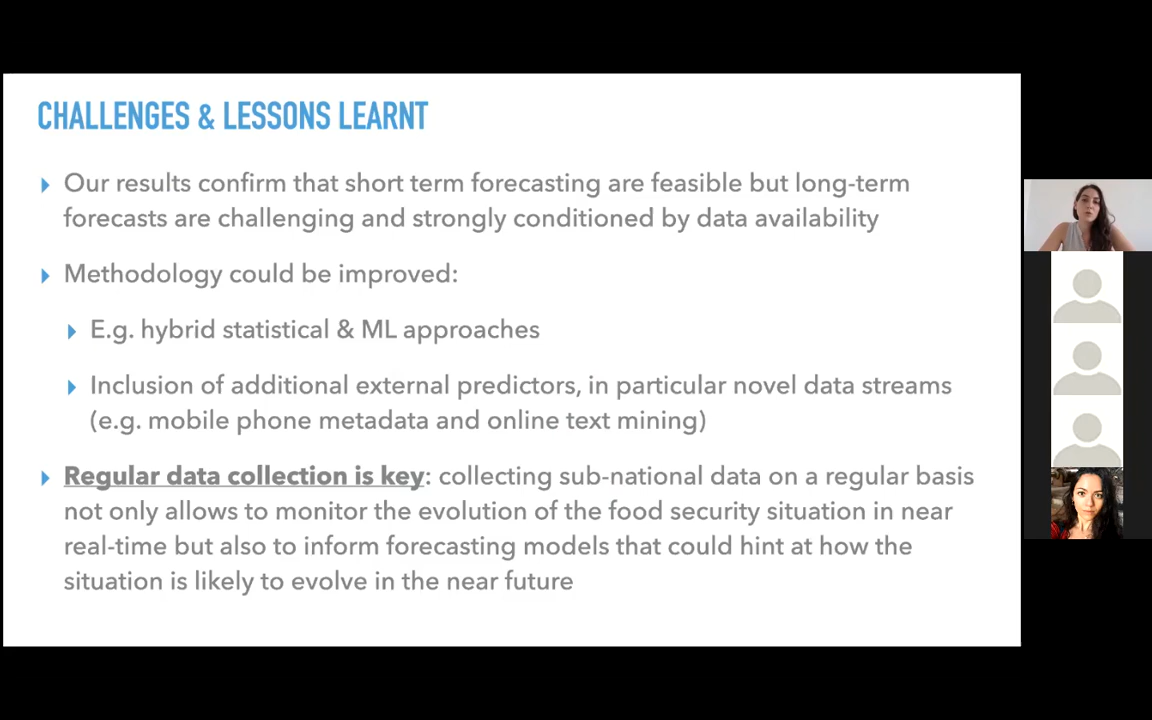 CHALLENGES & LESSONS LEARNT
Our results confirm that short term forecasting are feasible but long-term
forecasts are challenging and strongly conditioned by data availability
Methodology could be improved:
E.g. hybrid statistical & ML approaches
Inclusion of additional external predictors, in particular novel data streams
(e.g. mobile phone metadata and online text mining)
Regular data collection is key: collecting sub-national data on a regular basis
not only allows to monitor the evolution of the food security situation in near
real-time but also to inform forecasting models that could hint at how the
situation is likely to evolve in the near future